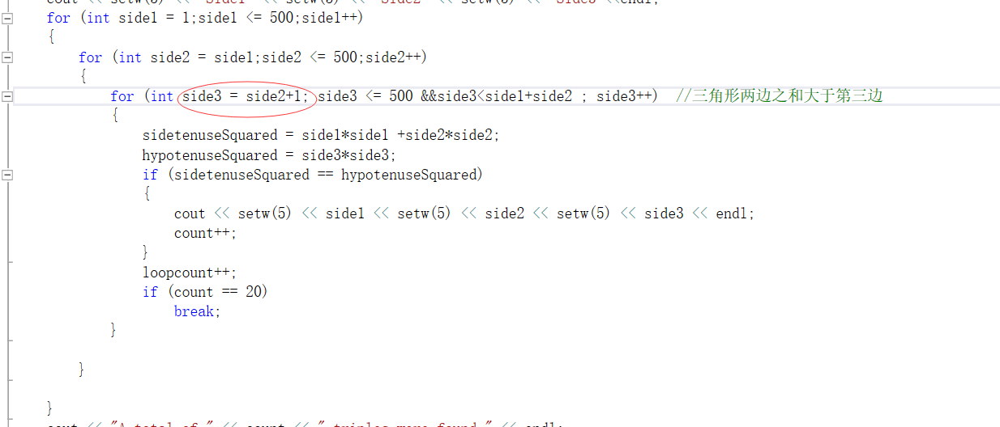 cout << setw(5) << "Side1" << setw(5) << "Side2" << setw(5) << "Side3"<<endl;
for (int side1 = 1;side1 <= 500;side1++)
{
for (int side2 = side1;side2 <= 500;side2++)
{
for (int side3 = side2+1; side3 <= 500 &&side3<side1+side2 ; side3++) //三角形两边之和大于第三边
{
sidetenuseSquared = side1*side1 +side2*side2;
hypotenuseSquared = side3*side3;
if (sidetenuseSquared == hypotenuseSquared)
{
cout << setw(5) << side1 << setw(5) << side2 << setw(5) << side3 << endl;
count++;
}
loopcount++;
if (count == 20)
break;
}
}
}
cout << "A total of " << count << " triples were found." << endl;